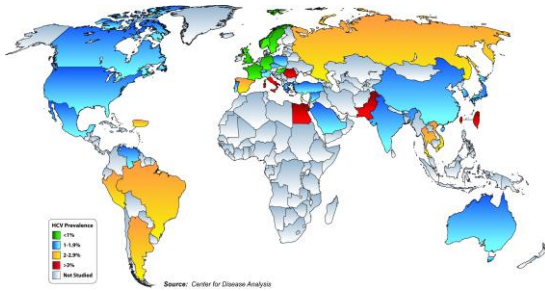 HCV Prevalence
<1%
1-1.9%
2-2.9%
>3%
Not Studied
Source: Center for Disease Analysis